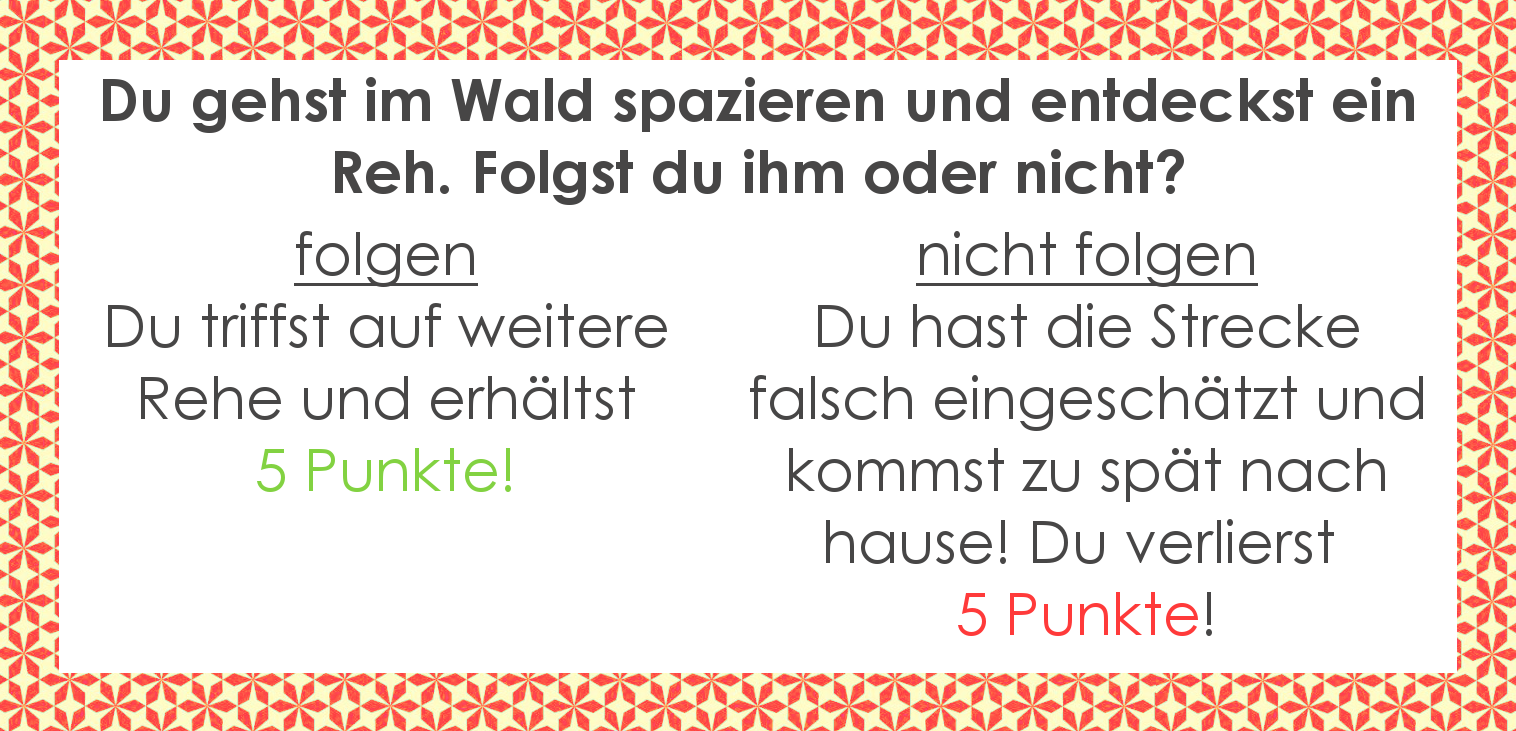 Du gehst im Wald spazieren und entdeckst ein
Reh. Folgst du ihm oder nicht?
folgen
Du triffst auf weitere
Rehe und erhältst
5 Punkte!
nicht folgen
Du hast die Strecke
falsch eingeschätzt und
kommst zu spät nach
hause! Du verlierst
5 Punkte!